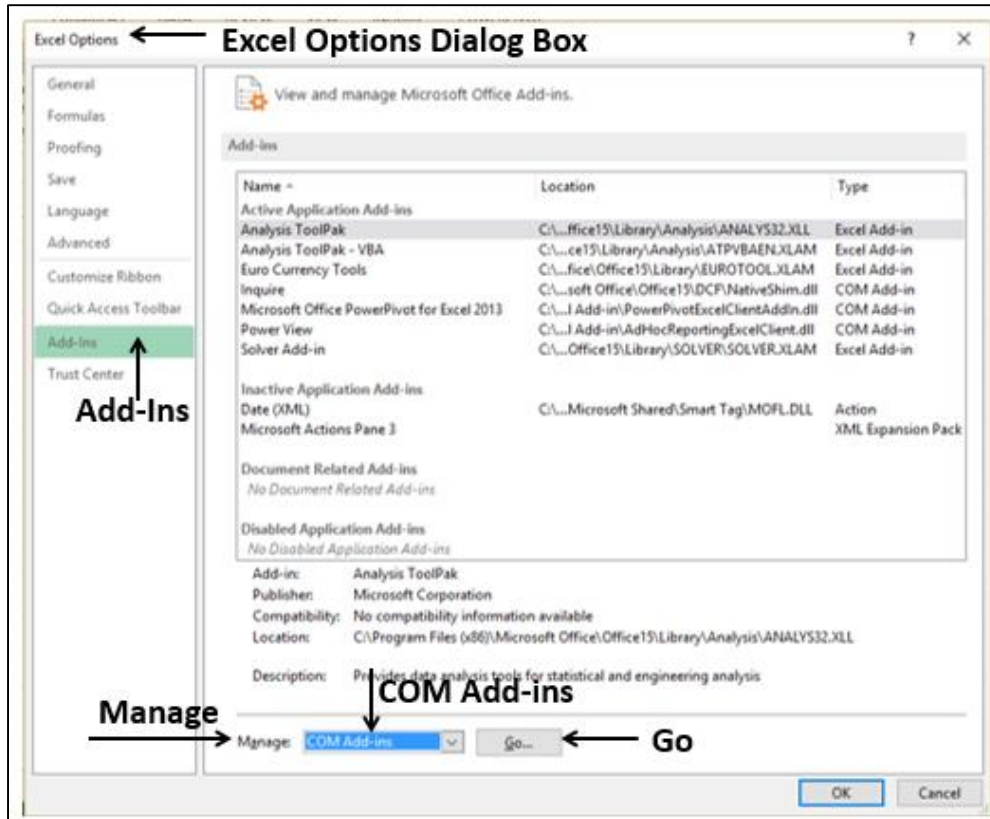 Excel Options
Excel Options Dialog Box
?
General
Formulas
Proofing
Save
Language
Advanced
Customize Ribbon
Quick Access Toolbar
Add-Ins
Trust Center
Add-Ins
View and manage Microsoft Office Add-ins.
Add-ins
Name Location Type
Active Application Add-ins
Analysis ToolPak C:\...ffice15\Library\Analysis\ANALYS32.XLL Excel Add-in
Analysis ToolPak - VBA C:\...ce15\Library\Analysis\ATPVBAEN.XLAM Excel Add-in
Euro Currency Tools C:\...fice\Office15\Library\EUROTOOL.XLAM Excel Add-in
Inquire C:\...soft Office\Office15\DCF\NativeShim.dll COM Add-in
Microsoft Office PowerPivot for Excel 2013 C:\...l Add-in\PowerPivotExcelClientAddIn.dll COM Add-in
Power View C:\...l Add-in\AdHocReportingExcelClient.dll COM Add-in
Solver Add-in C:\...Office15\Library\SOLVER\SOLVER.XLAM Excel Add-in
Inactive Application Add-ins
Date (XML) C:\...Microsoft Shared\Smart Tag\MOFL.DLL Action
Microsoft Actions Pane 3 XML Expansion Pack
Document Related Add-ins
No Document Related Add-ins
Disabled Application Add-ins
No Disabled Application Add-ins
Add-in: Analysis ToolPak
Publisher: Microsoft Corporation
Compatibility: No compatibility information available
Location: C:\Program Files (x86)\Microsoft Office\Office15\Library\Analysis\ANALYS32.XLL
Description: Provides data analysis tools for statistical and engineering analysis
COM Add-ins
Manage
Manage: COM Add-ins Go...
Go
OK Cancel